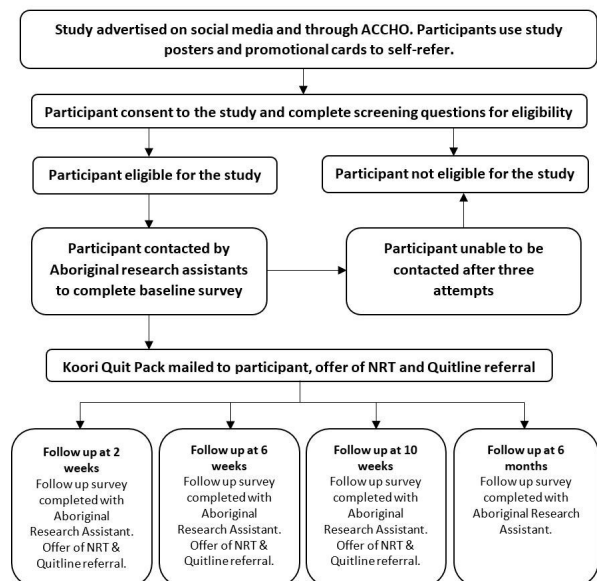 Study advertised on social media and through ACCHO. Participants use study
posters and promotional cards to self-refer.
Participant consent to the study and complete screening questions for eligibility
Participant eligible for the study
Participant not eligible for the study
Participant contacted by
Aboriginal research assistants
to complete baseline survey
Participant unable to be
contacted after three
attempts
Koori Quit Pack mailed to participant, offer of NRT and Quitline referral
Follow up at 2
weeks
Follow up survey
completed with
Aboriginal
Research Assistant.
Offer of NRT &
Quitline referral.
Follow up at 6
weeks
Follow up survey
completed with
Aboriginal
Research Assistant.
Offer of NRT &
Quitline referral.
Follow up at 10
weeks
Follow up survey
completed with
Aboriginal
Research Assistant.
Offer of NRT &
Quitline referral.
Follow up at 6
months
Follow up survey
completed with
Aboriginal Research
Assistant.